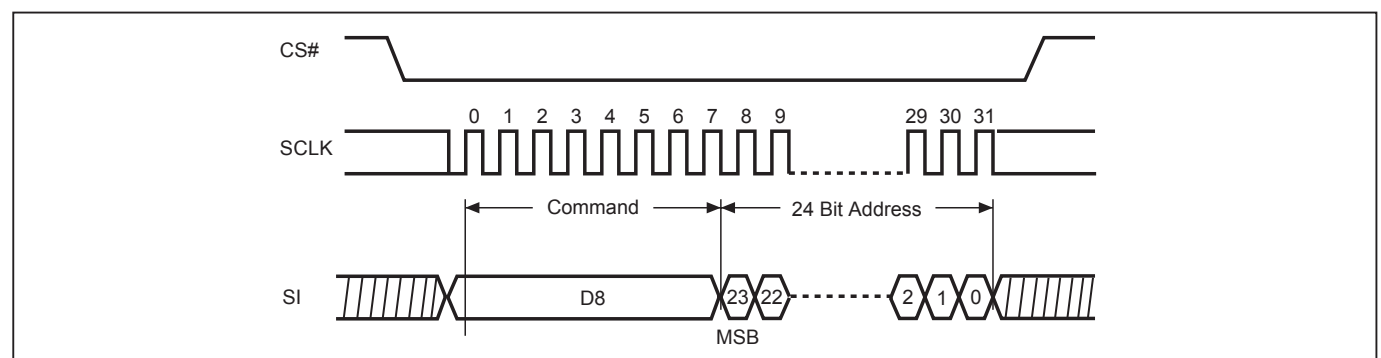 CS#
0 1 2 3 4 5 6 7 8 9 29 30 31
SCLK
Command 24 Bit Address
SI D8 23 22 2 1 0
MSB